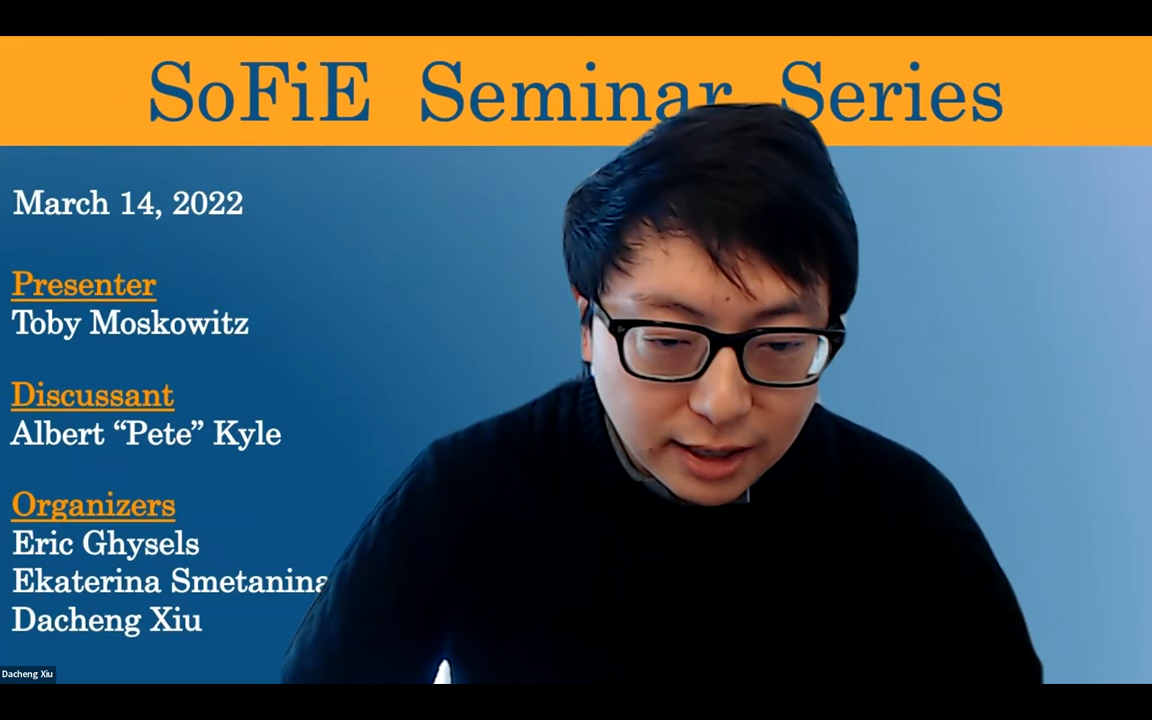 SoFiE Seminar Series
March 14, 2022
Presenter
Toby Moskowitz
Discussant
Albert “Pete” Kyle
Organizers
Eric Ghysels
Ekaterina Smetanina
Dacheng Xiu
Dacheng Xiu